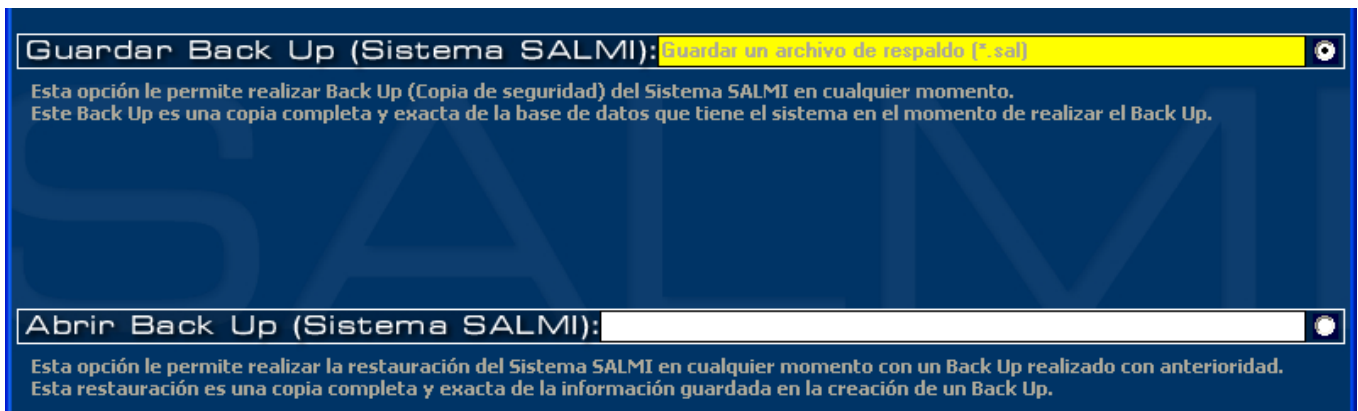 Guardar Back Up (Sistema SALMI): Guardar un archivo de respaldo (*.sal)
Esta opción le permite realizar Back Up (Copia de seguridad) del Sistema SALMI en cualquier momento.
Este Back Up es una copia completa y exacta de la base de datos que tiene el sistema en el momento de realizar el Back Up.
SALMI
Abrir Back Up (Sistema SALMI):
Esta opción le permite realizar la restauración del Sistema SALMI en cualquier momento con un Back Up realizado con anterioridad.
Esta restauración es una copia completa y exacta de la información guardada en la creación de un Back Up.